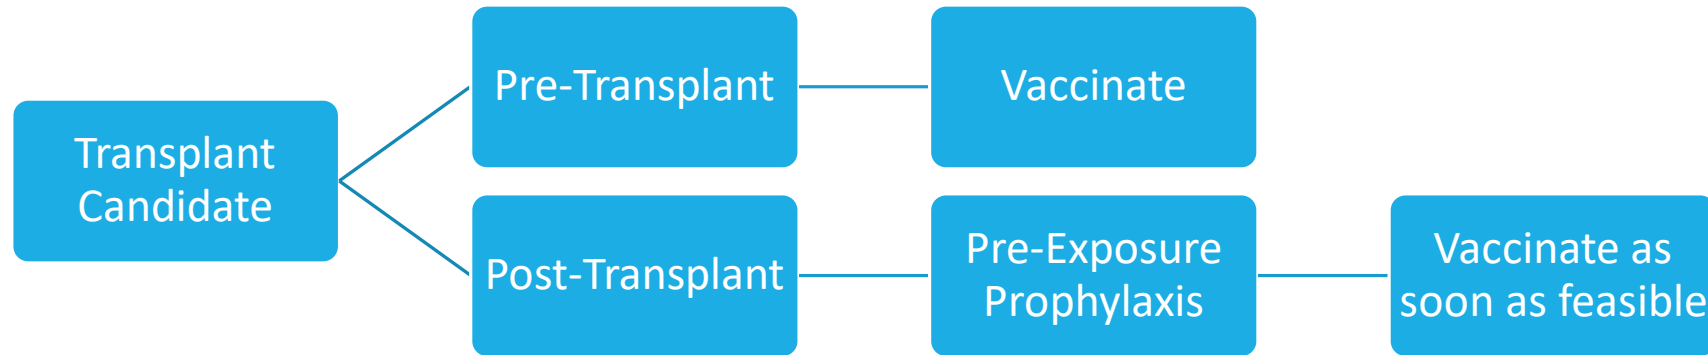 Transplant
Candidate
Pre-Transplant
Vaccinate
Post-Transplant
Pre-Exposure
Prophylaxis
Vaccinate as
soon as feasible